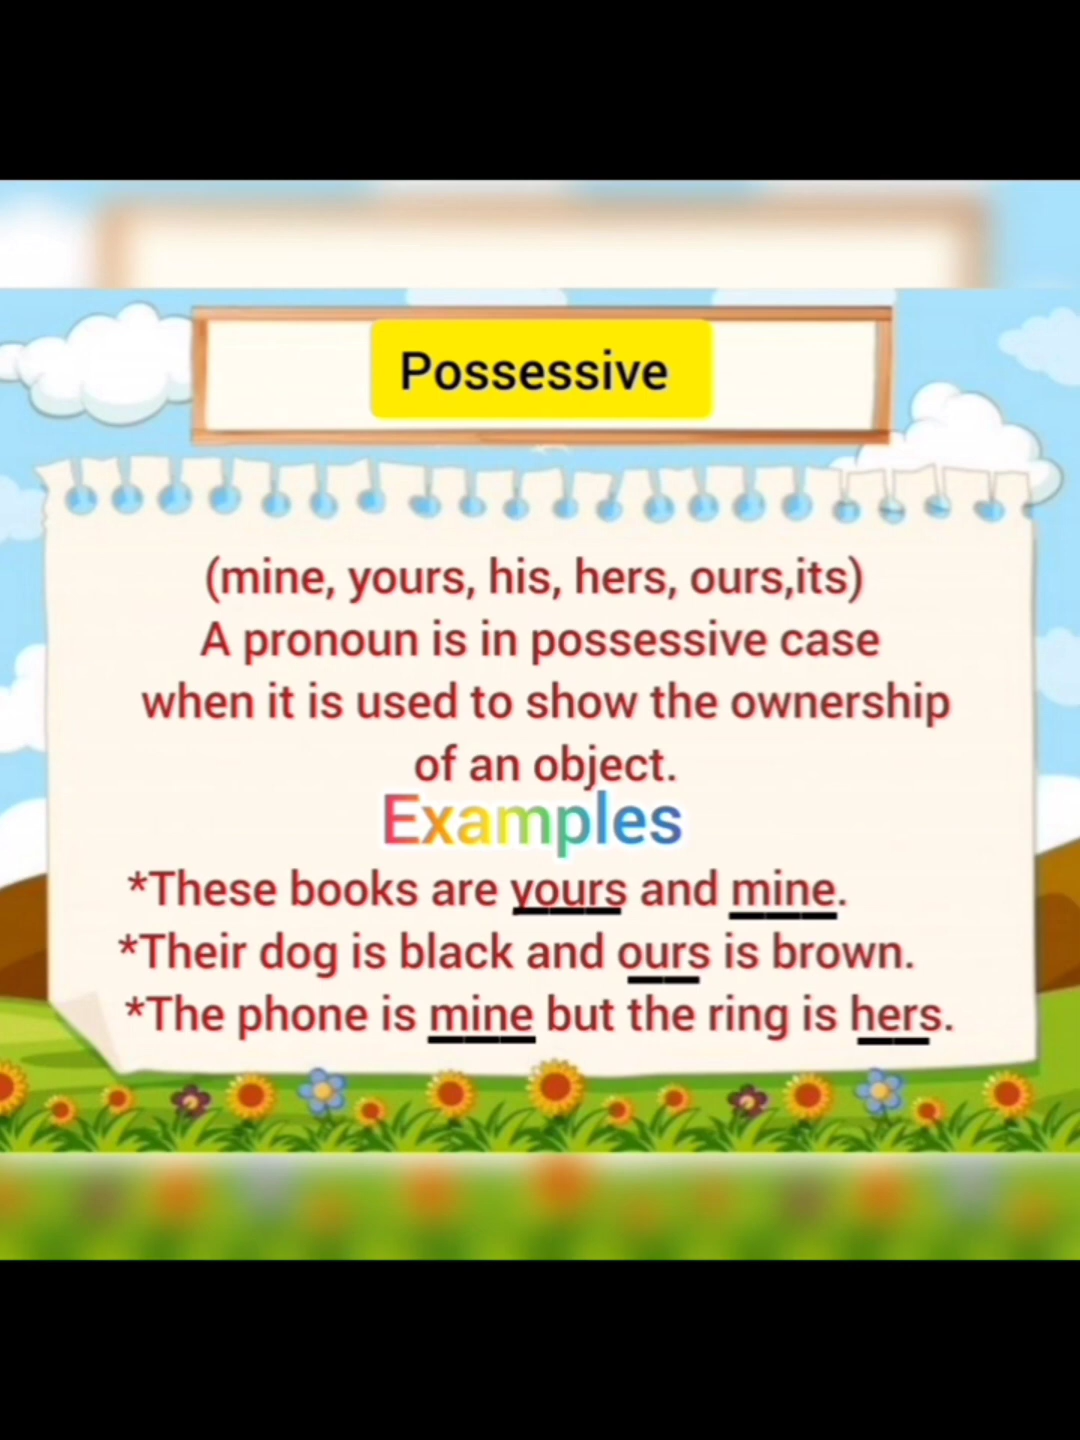 Possessive
(mine, yours, his, hers, ours,its)
A pronoun is in possessive case
when it is used to show the ownership
of an object.
Examples
*These books are yours and mine.
*Their dog is black and ours is brown.
*The phone is mine but the ring is hers.